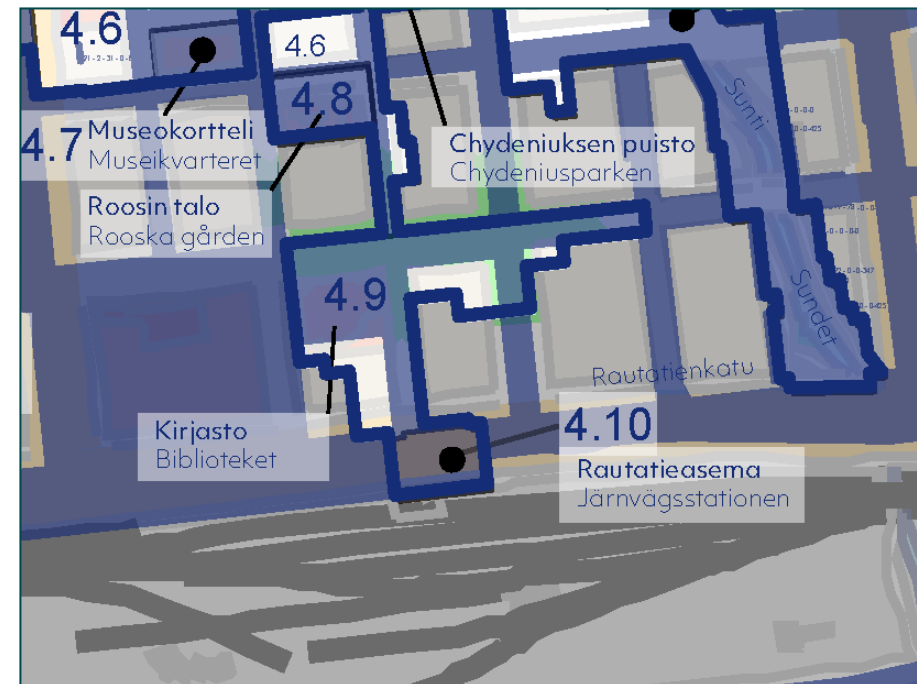 4.6
4.6
4.8
4.7
Museokortteli
Museikvarteret
Chydeniuksen puisto
Chydeniusparken
Sunti
Roosin talo
Rooska gården
4.9
Sundet
Rautatienkatu
Kirjasto
Biblioteket
4.10
Rautatieasema
Järnvägsstationen